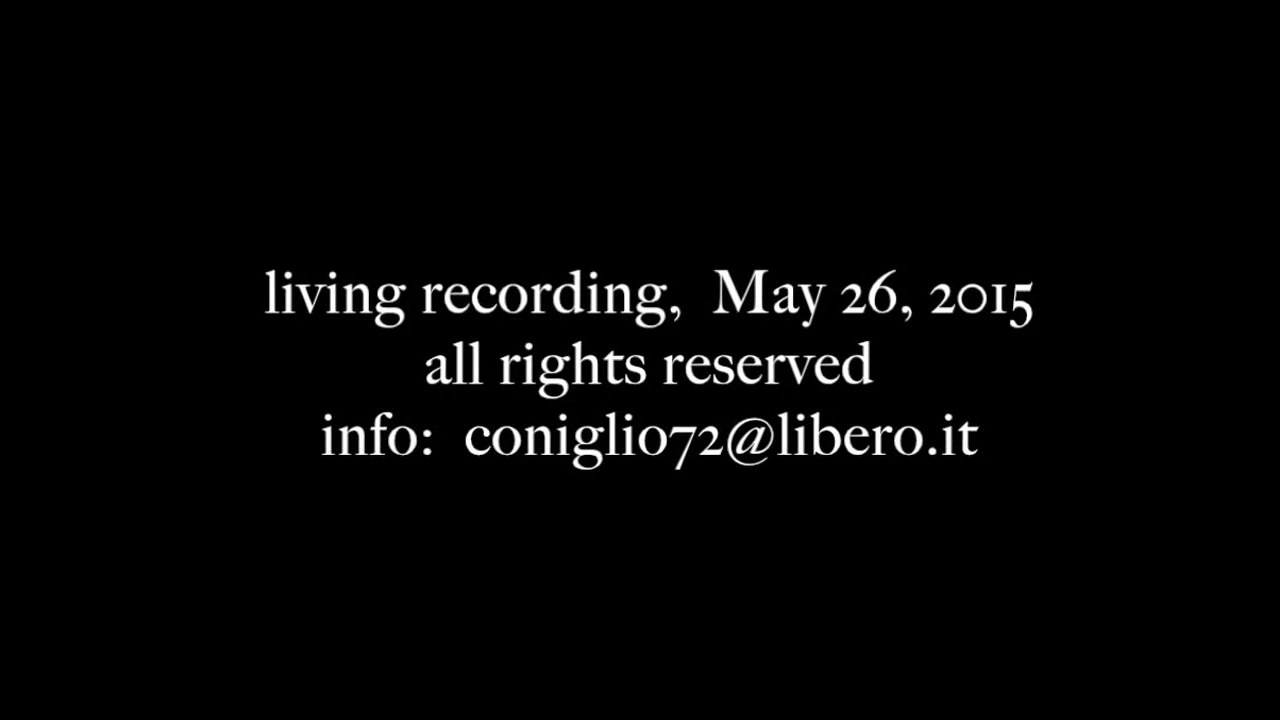 living recording,  May 26, 2015
all rights reserved
info:  coniglio72@libero.it